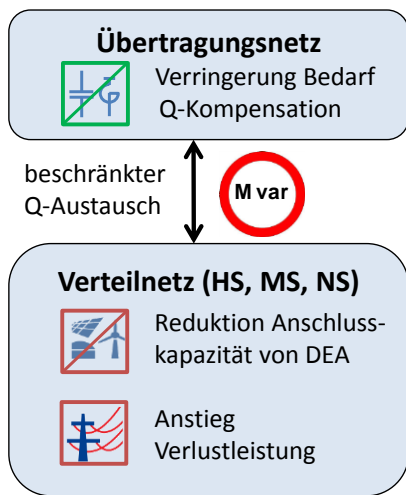 Übertragungsnetz
Verringerung Bedarf
Q-Kompensation
beschränkter
Q-Austausch
M var
Verteilnetz (HS, MS, NS)
Reduktion Anschluss-
kapazität von DEA
Anstieg
Verlustleistung